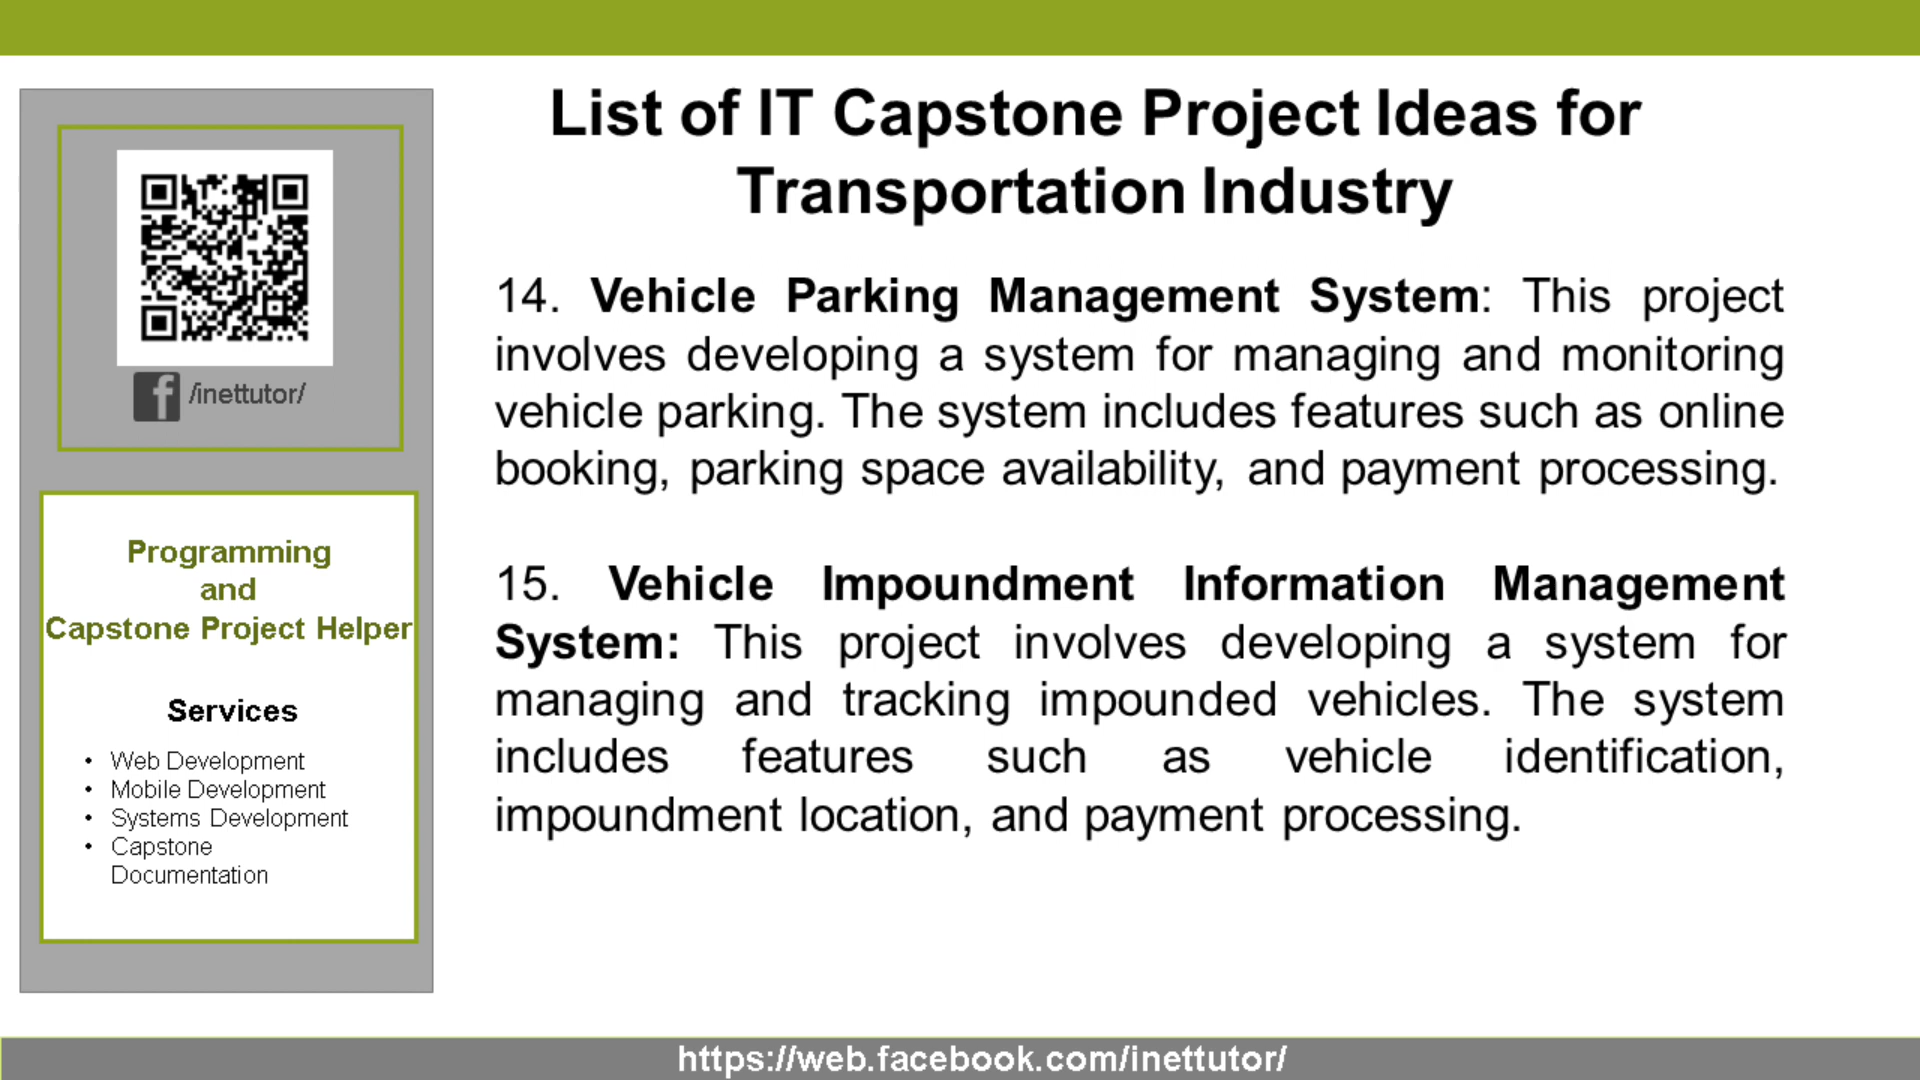 List of IT Capstone Project Ideas for
Transportation Industry
/inettutor/
Programming
and
Capstone Project Helper
Services
• Web Development
• Mobile Development
• Systems Development
• Capstone
Documentation
14. Vehicle Parking Management System: This project
involves developing a system for managing and monitoring
vehicle parking. The system includes features such as online
booking, parking space availability, and payment processing.
15. Vehicle Impoundment Information Management
System: This project involves developing a system for
managing and tracking impounded vehicles. The system
includes features such as vehicle identification,
impoundment location, and payment processing.
https://web.facebook.com/inettutor/